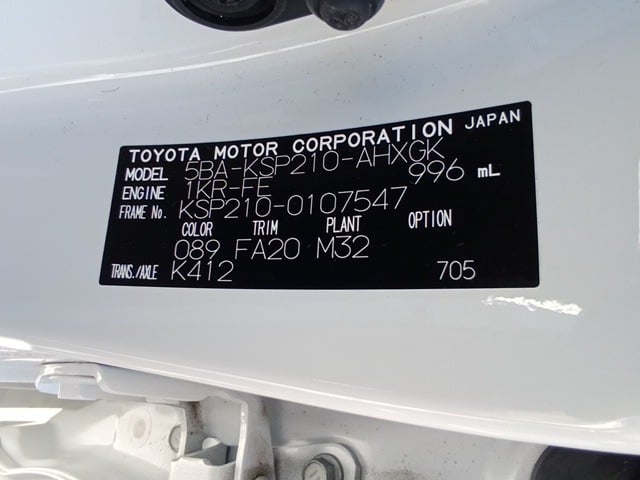 TOYOTA MOTOR CORPORATION JAPAN
MODEL 5BA-KSP210-AHXGK
ENGINE 1KR-FE 996 mL
FRAME No. KSP210-0107547
COLOR TRIM PLANT OPTION
089 FA20 M32
TRANS./AXLE K412 705